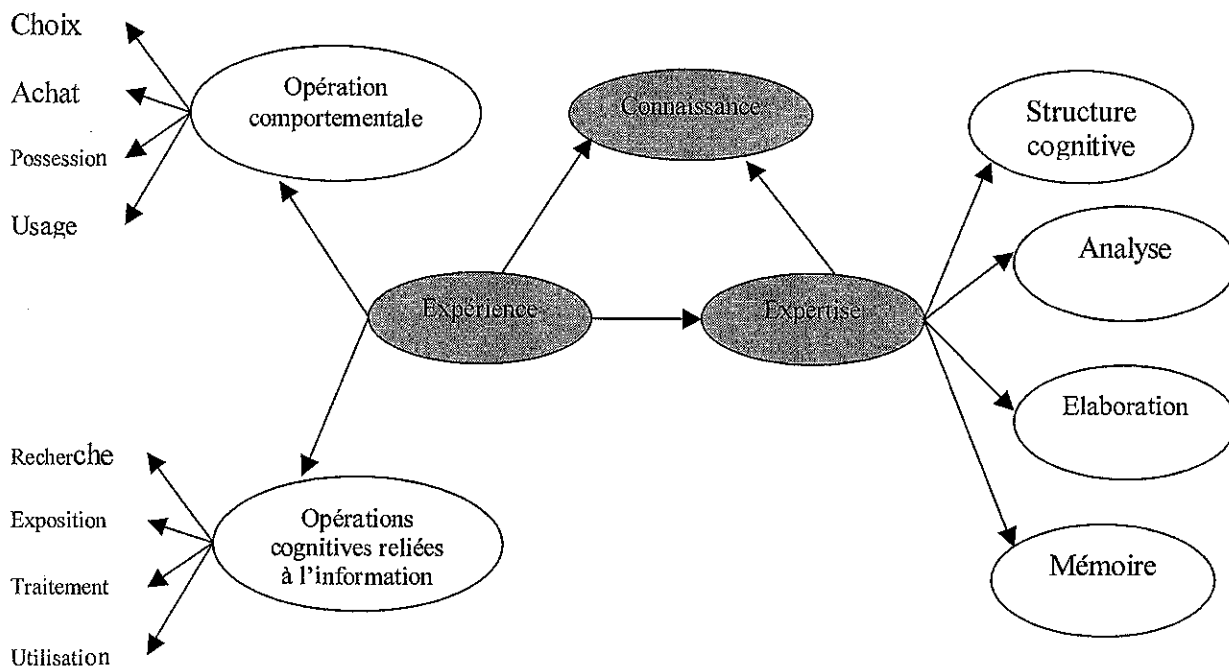 Choix
Achat
Possession
Usage
Opération
comportementale
Connaissance
Structure
cognitive
Analyse
Expérience
Expertise
Elaboration
Recherche
Exposition
Traitement
Utilisation
Opérations
cognitives reliées
à l'information
Mémoire